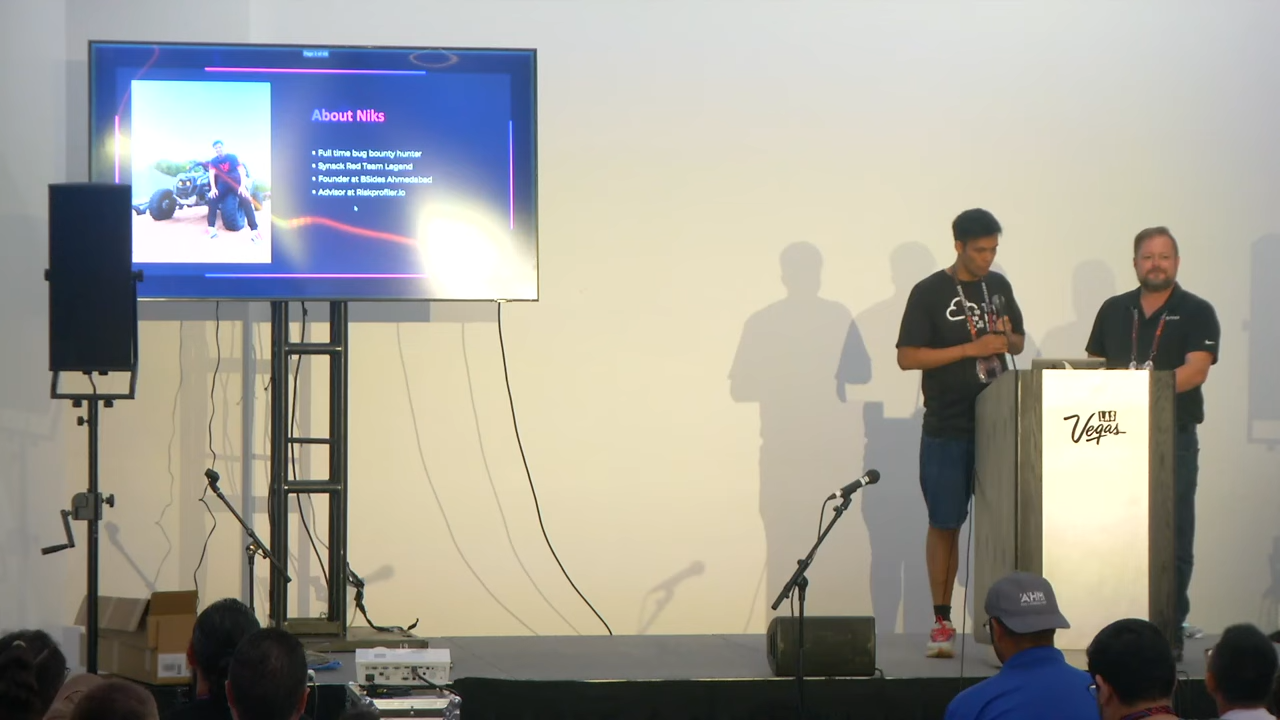 About Niks
Full time bug bounty hunter
Synack Red Team Legend
Founder at BSides Ahmedabad
Advisor at Riskprofiler.io
LAS
Vegas